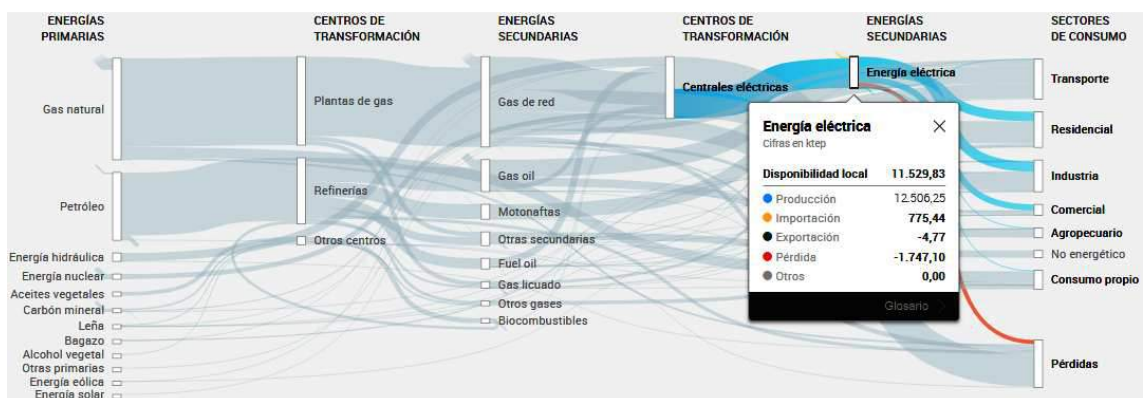 ENERGÍAS
PRIMARIAS
CENTROS DE
TRANSFORMACIÓN
ENERGÍAS
SECUNDARIAS
CENTROS DE
TRANSFORMACIÓN
ENERGÍAS
SECUNDARIAS
SECTORES
DE CONSUMO
Gas natural
Petróleo
Energía hidráulica
Energía nuclear
Aceites vegetales
Carbón mineral
Leña
Bagazo
Alcohol vegetal
Otras primarias
Energía eólica
Energía solar
Plantas de gas
Refinerías
Otros centros
Gas de red
Gas oil
Motonaftas
Otras secundarias
Fuel oil
Gas licuado
Otros gases
Biocombustibles
Centrales eléctricas
Energía eléctrica
Energía eléctrica
Cifras en ktep
Disponibilidad local 11.529,83
Producción 12.506,25
Importación 775,44
Exportación -4,77
Pérdida -1.747,10
Otros 0,00
Glosario
Transporte
Residencial
Industria
Comercial
Agropecuario
No energético
Consumo propio
Pérdidas